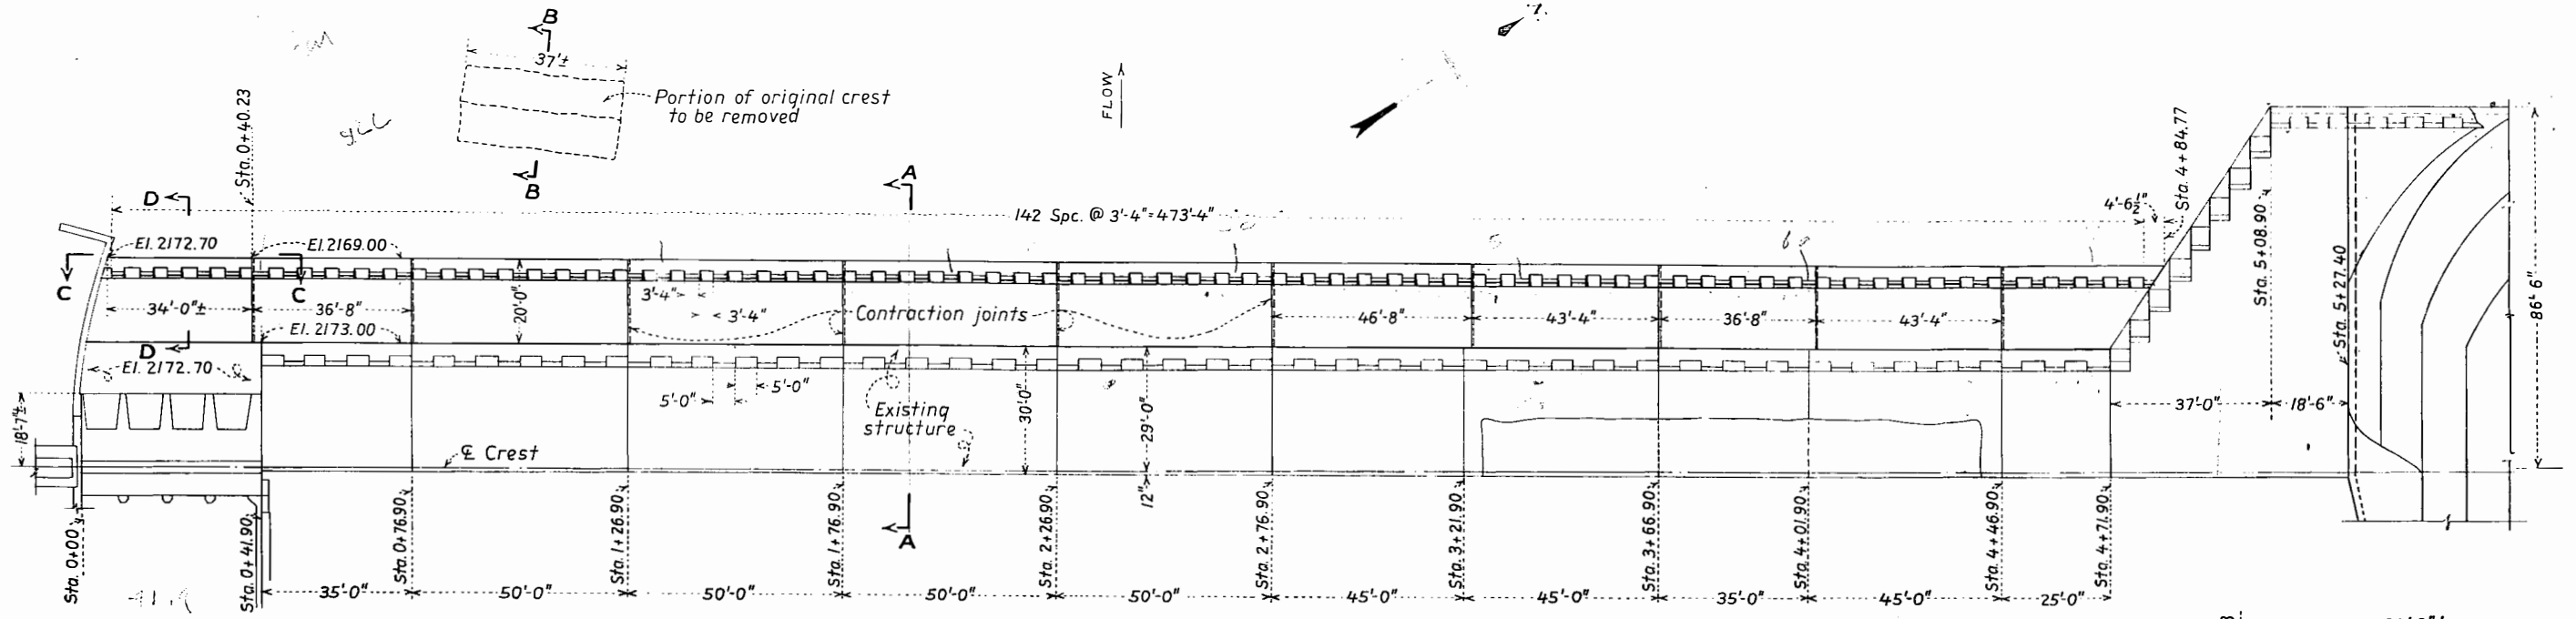 B
37'±
Portion of original crest
to be removed
B
FLOW
Sta. 0+40.23
D
A
142 Spc. @ 3'-4"=473'-4"
4'-6½"
Sta. 4+84.77
El. 2172.70
El. 2169.00
C
C
34'-0"±
36'-8"
20'-0"
3'-4"
3'-4"
Contraction joints
46'-8"
43'-4"
36'-8"
43'-4"
Sta. 5+08.90
Sta. 5+27.40
86'-6"
El. 2173.00
D
El. 2172.70
5'-0"
5'-0"
Existing
structure
30'-0"
29'-0"
12"
37'-0"
18'-6"
18'-7"±
℄ Crest
A
Sta. 0+00
Sta. 0+41.90
Sta. 0+76.90
Sta. 1+26.90
Sta. 1+76.90
Sta. 2+26.90
Sta. 2+76.90
Sta. 3+21.90
Sta. 3+66.90
Sta. 4+01.90
Sta. 4+46.90
Sta. 4+71.90
35'-0"
50'-0"
50'-0"
50'-0"
50'-0"
45'-0"
45'-0"
35'-0"
45'-0"
25'-0"